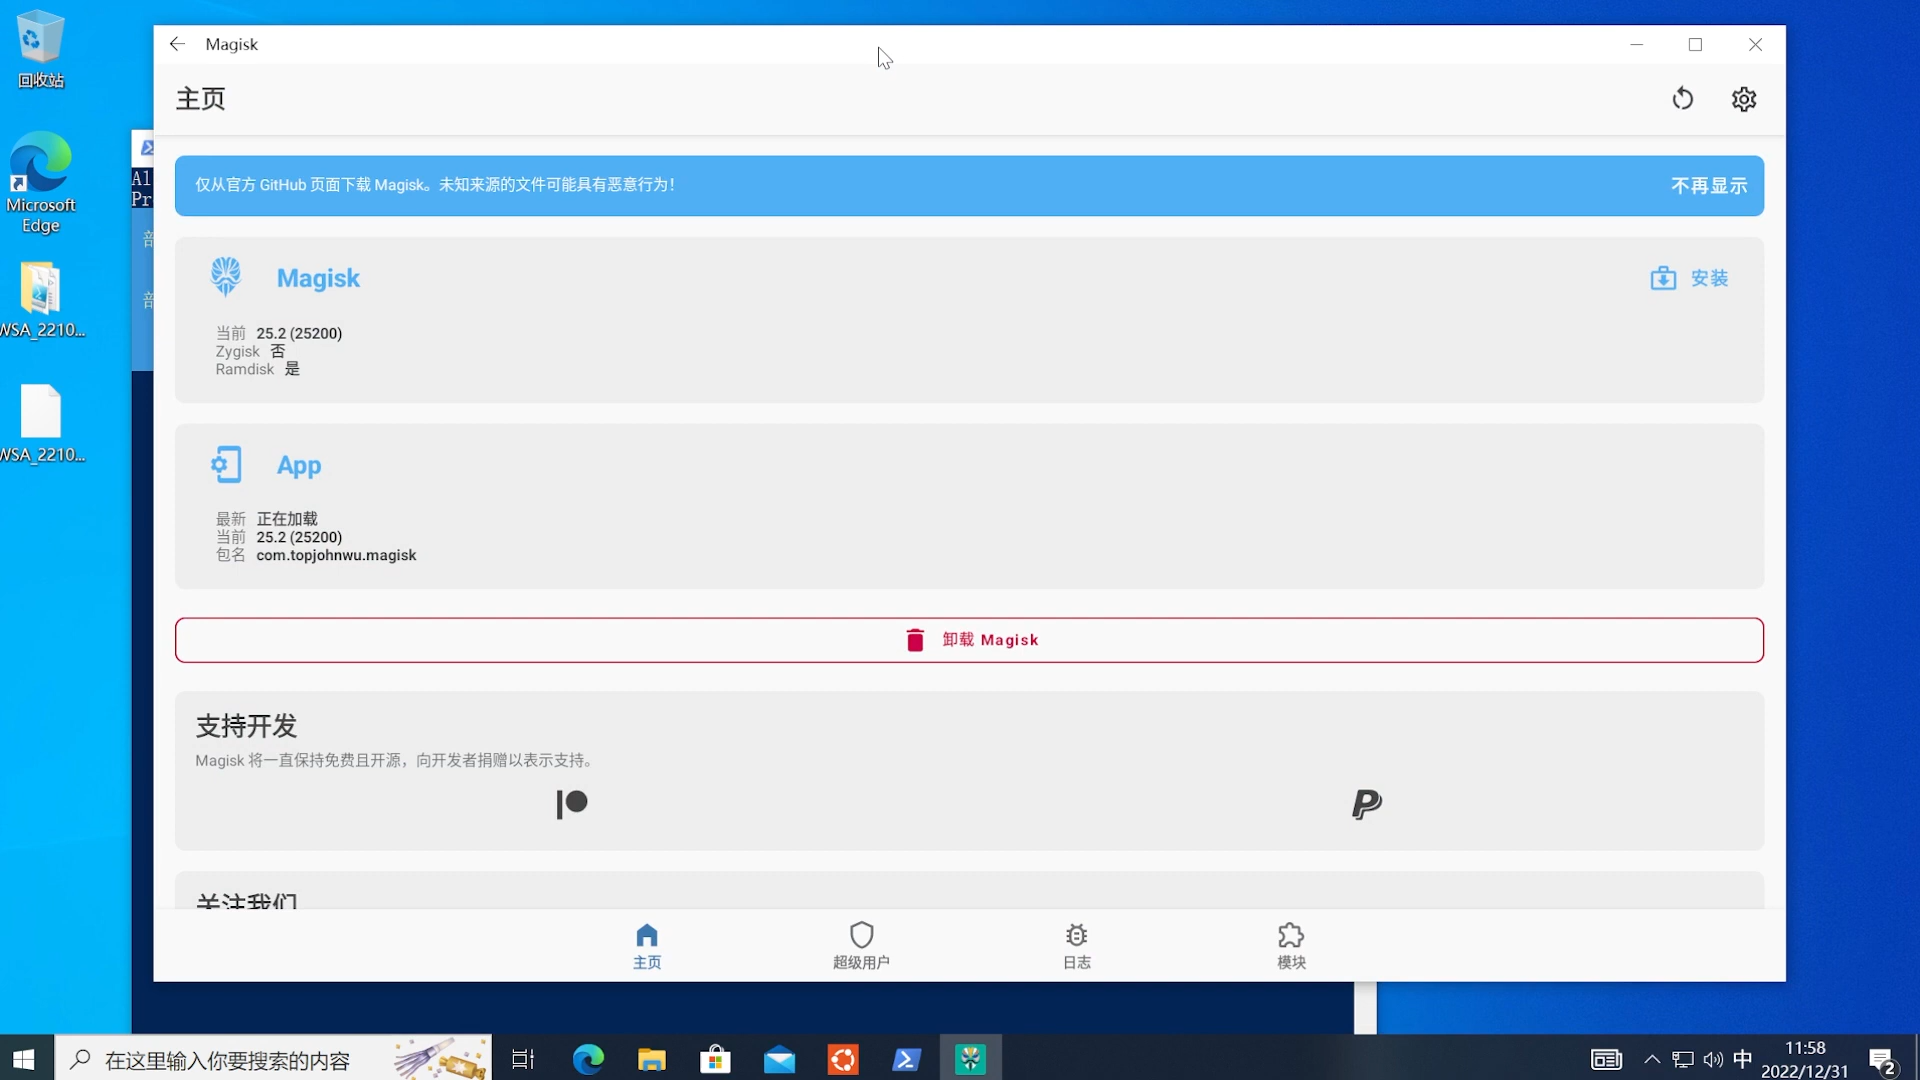 回收站
Microsoft
Edge
WSA_2210...
WSA_2210...
Al
Pr
Magisk
主页
仅从官方 GitHub 页面下载 Magisk。未知来源的文件可能具有恶意行为!
不再显示
Magisk
安装
当前 25.2 (25200)
Zygisk 否
Ramdisk 是
App
最新 正在加载
当前 25.2 (25200)
包名 com.topjohnwu.magisk
卸载 Magisk
支持开发
Magisk 将一直保持免费且开源，向开发者捐赠以表示支持。
关注我们
主页
超级用户
日志
模块
在这里输入你要搜索的内容
中
11:58
2022/12/31
2